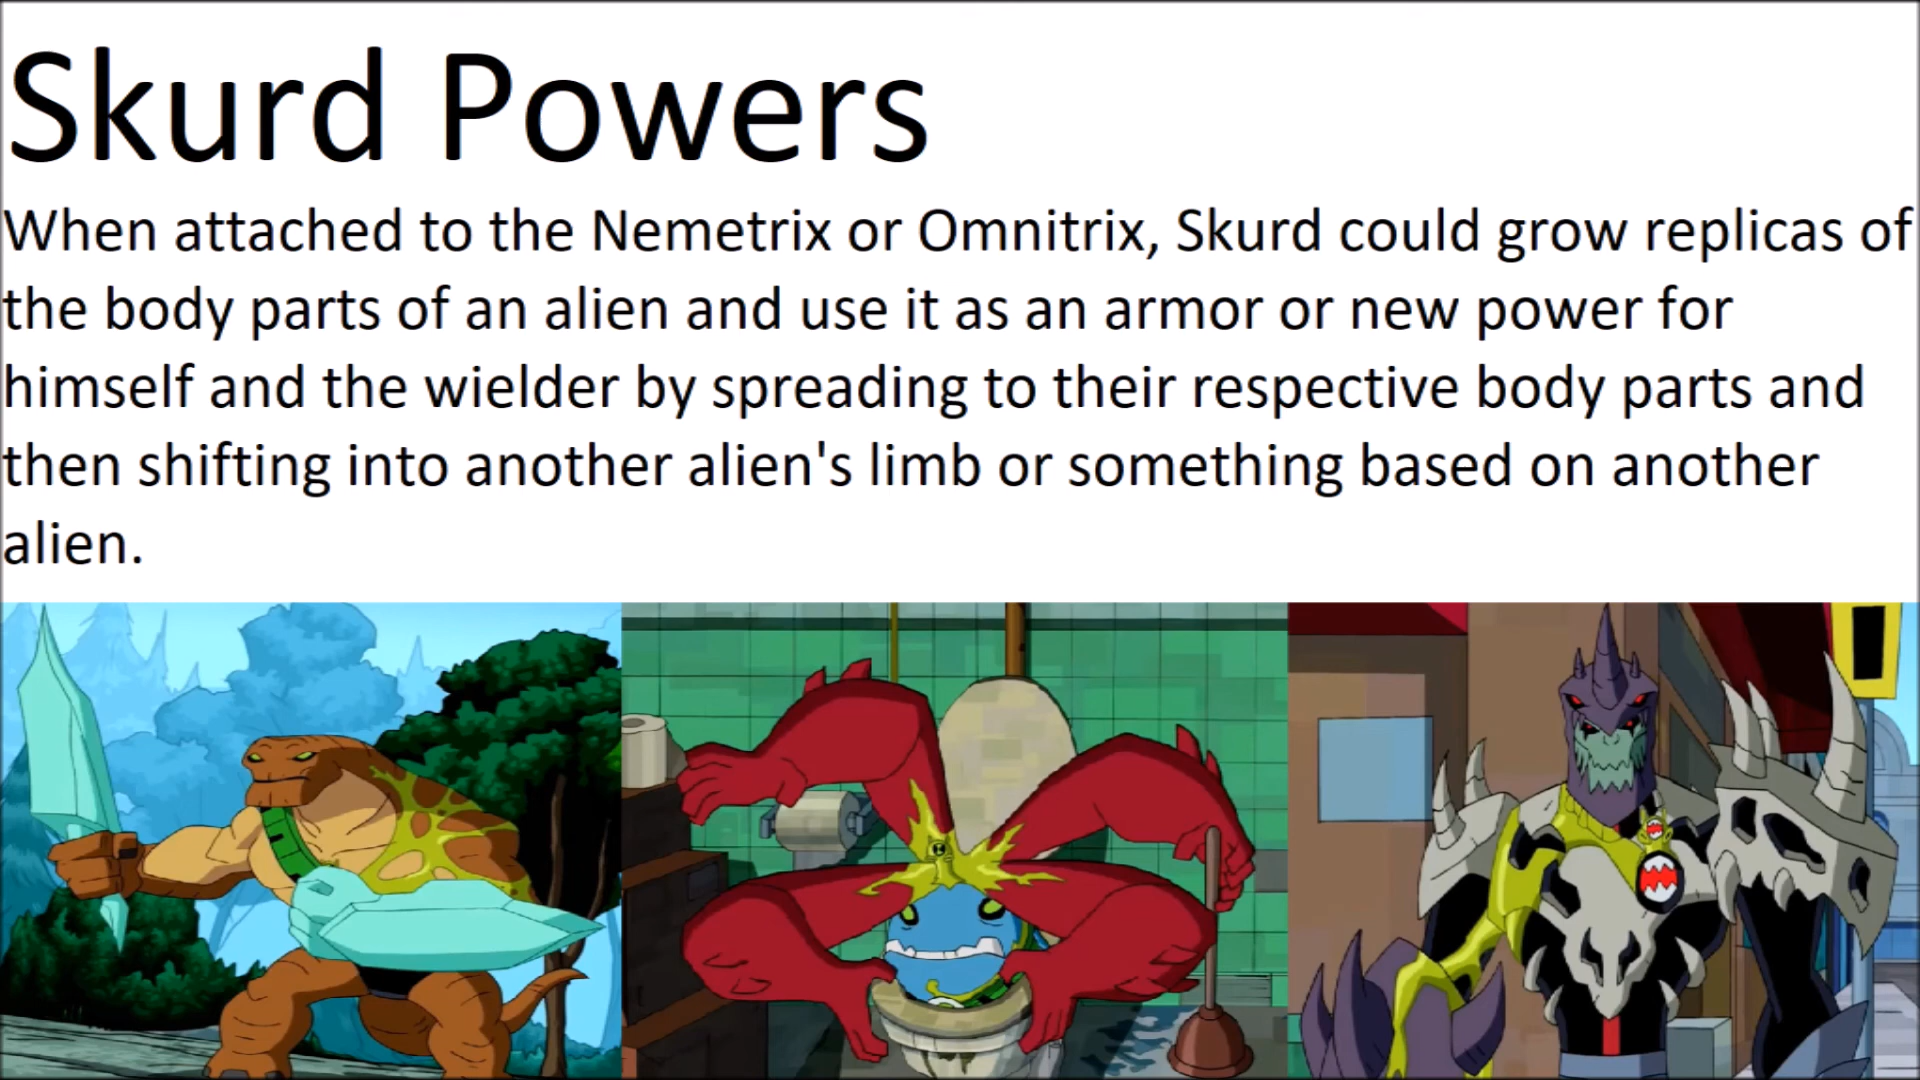 Skurd Powers
When attached to the Nemetrix or Omnitrix, Skurd could grow replicas of
the body parts of an alien and use it as an armor or new power for
himself and the wielder by spreading to their respective body parts and
then shifting into another alien's limb or something based on another
alien.